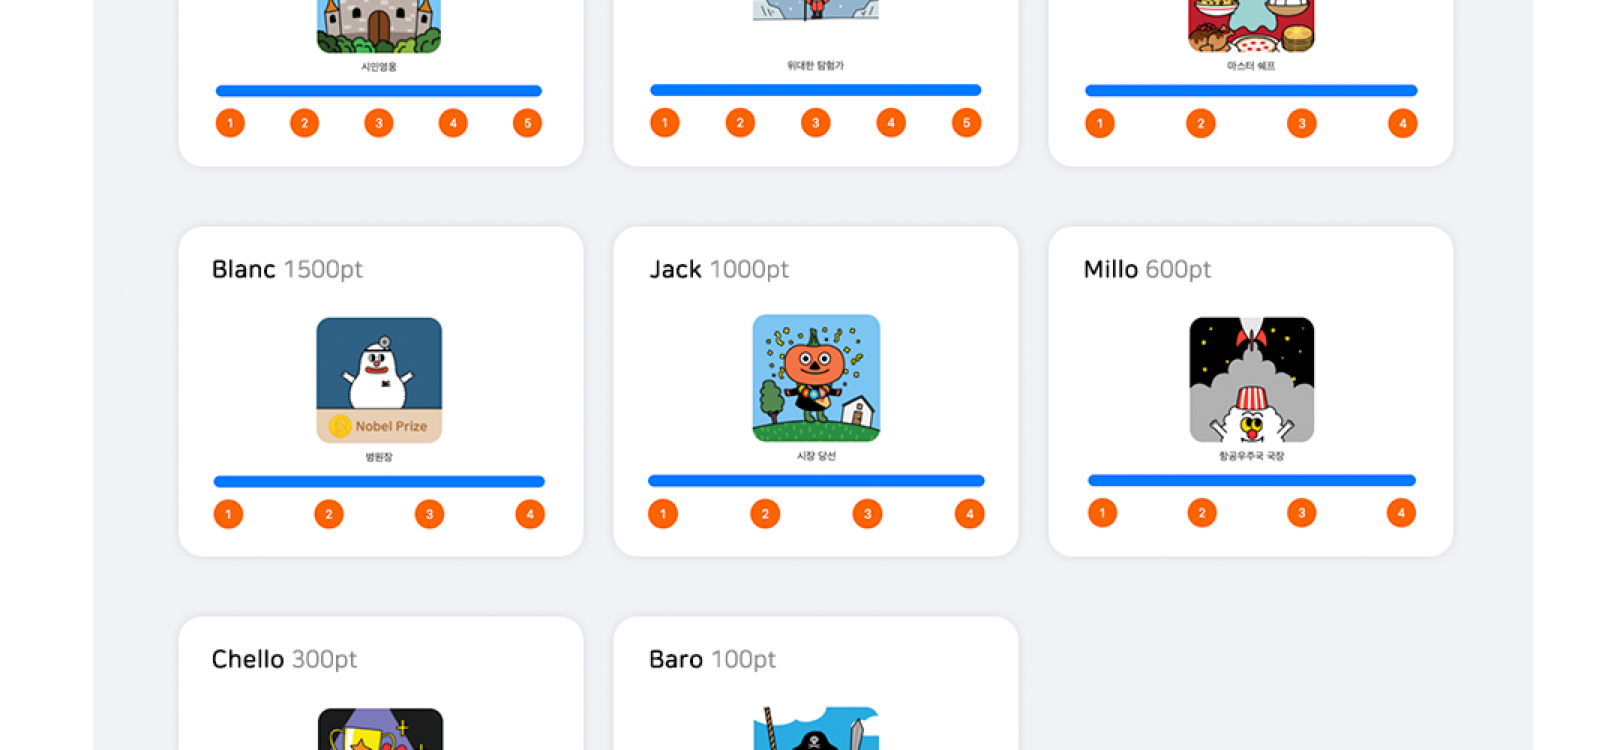 시민영웅
1 2 3 4 5
위대한 탐험가
1 2 3 4 5
마스터 쉐프
1 2 3 4
Blanc 1500pt
Nobel Prize
병원장
1 2 3 4
Jack 1000pt
시장 당선
1 2 3 4
Millo 600pt
항공우주국 국장
1 2 3 4
Chello 300pt
Baro 100pt